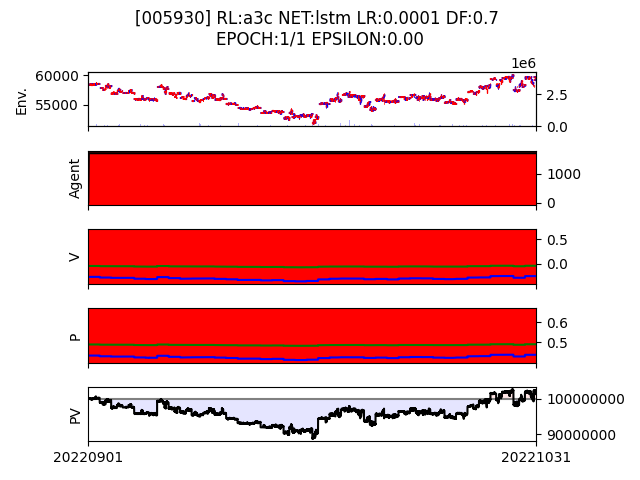 [005930] RL:a3c NET:lstm LR:0.0001 DF:0.7
EPOCH:1/1 EPSILON:0.00
1e6
60000
55000
Env.
2.5
0.0
Agent
1000
0
V
0.5
0.0
P
0.6
0.5
PV
100000000
90000000
20220901
20221031